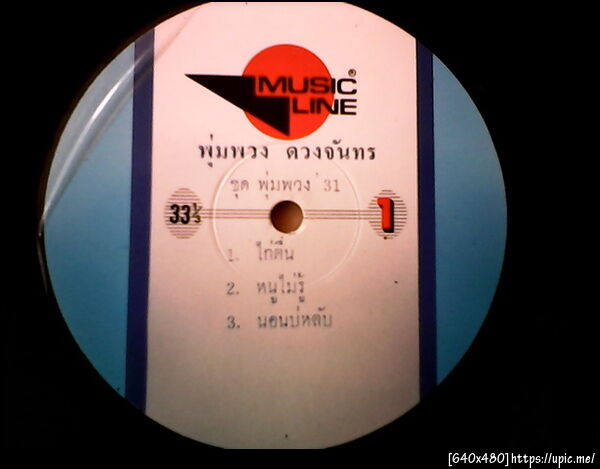 MUSIC®
LINE
พุ่มพวง ดวงจันทร
ชุด พุ่มพวง '31
33⅓ 1
1. ไก่ตื่น
2. หนูไม่รู้
3. นอนบ่หลับ
[640x480]https://upic.me/